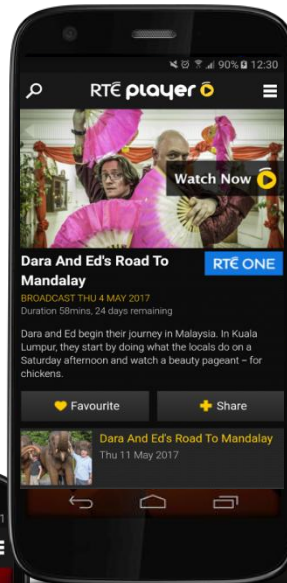 90% 12:30
RTÉ player
Watch Now
Dara And Ed's Road To
Mandalay
RTÉ ONE
BROADCAST THU 4 MAY 2017
Duration 58mins, 24 days remaining
Dara and Ed begin their journey in Malaysia. In Kuala
Lumpur, they start by doing what the locals do on a
Saturday afternoon and watch a beauty pageant – for
chickens.
Favourite
Share
Dara And Ed's Road To Mandalay
Thu 11 May 2017
1